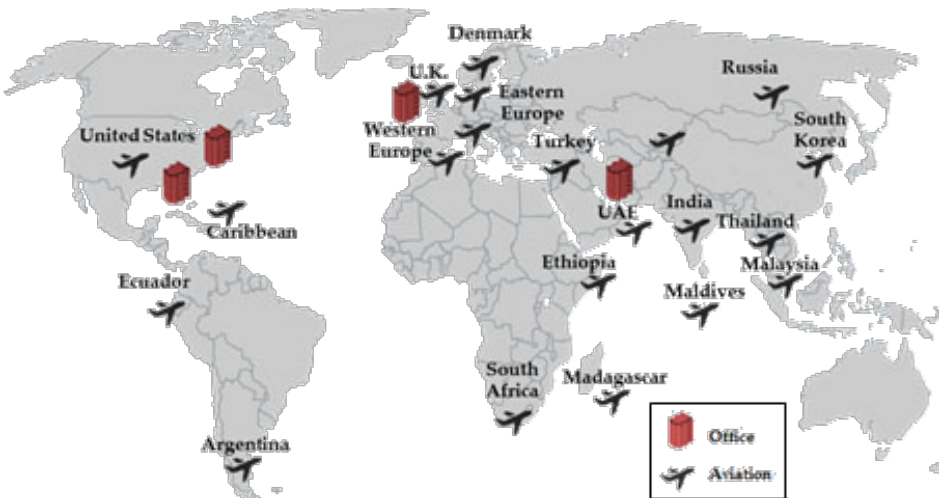 Denmark
U.K.
Russia
Eastern
Europe
United States
Western
Europe
Turkey
South
Korea
UAE
India
Thailand
Caribbean
Ecuador
Ethiopia
Malaysia
Maldives
South
Africa
Madagascar
Argentina
Office
Aviation